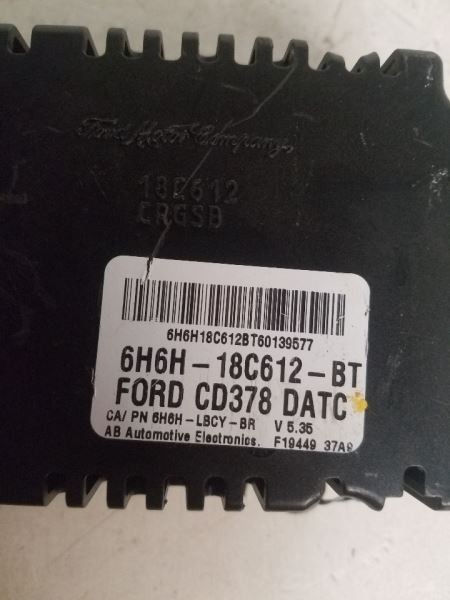 Ford Motor Company,
18C612
CRGSD
6H6H18C612BT60139577
6H6H-18C612-BT
FORD CD378 DATC
CA/ PN 6H6H-LBCY-BR V 5.35
AB Automotive Electronics. F19449 37A9